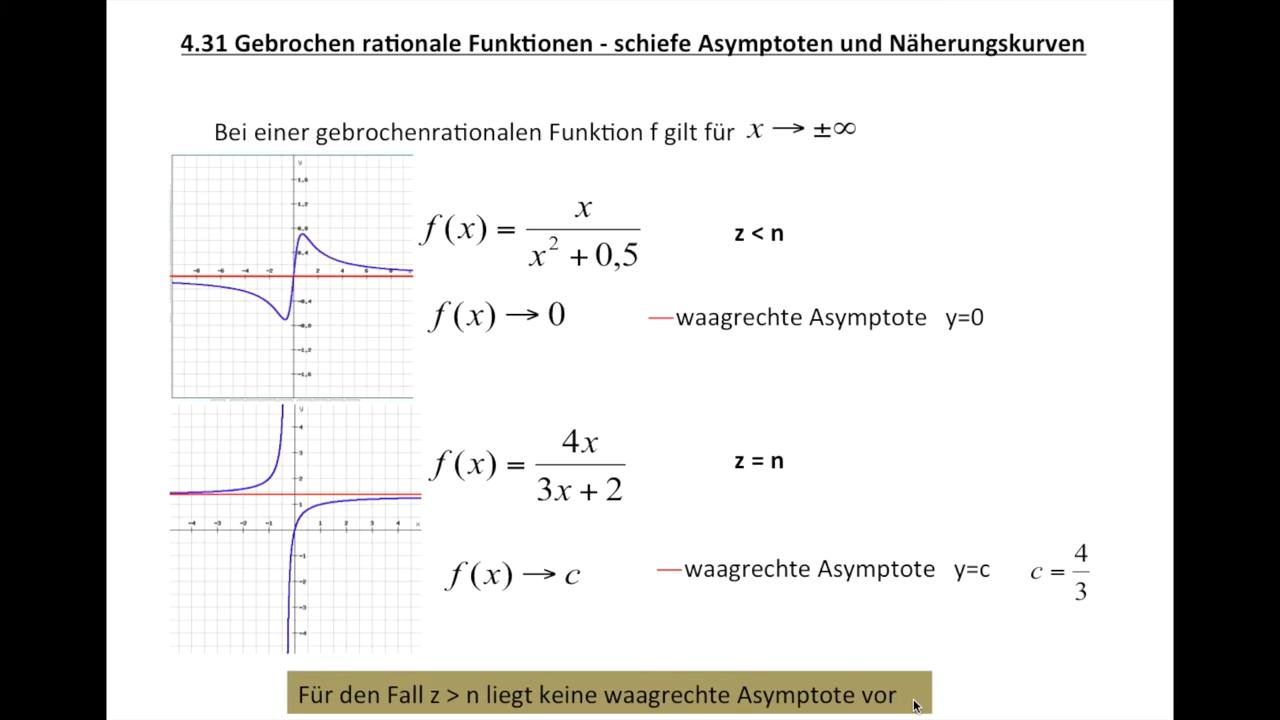 4.31 Gebrochen rationale Funktionen - schiefe Asymptoten und Näherungskurven
Bei einer gebrochenrationalen Funktion f gilt für x → ±∞
f(x) = x / (x² + 0,5)
z < n
f(x) → 0
waagrechte Asymptote y=0
f(x) = 4x / (3x + 2)
z = n
f(x) → c
waagrechte Asymptote y=c
c = 4/3
Für den Fall z > n liegt keine waagrechte Asymptote vor